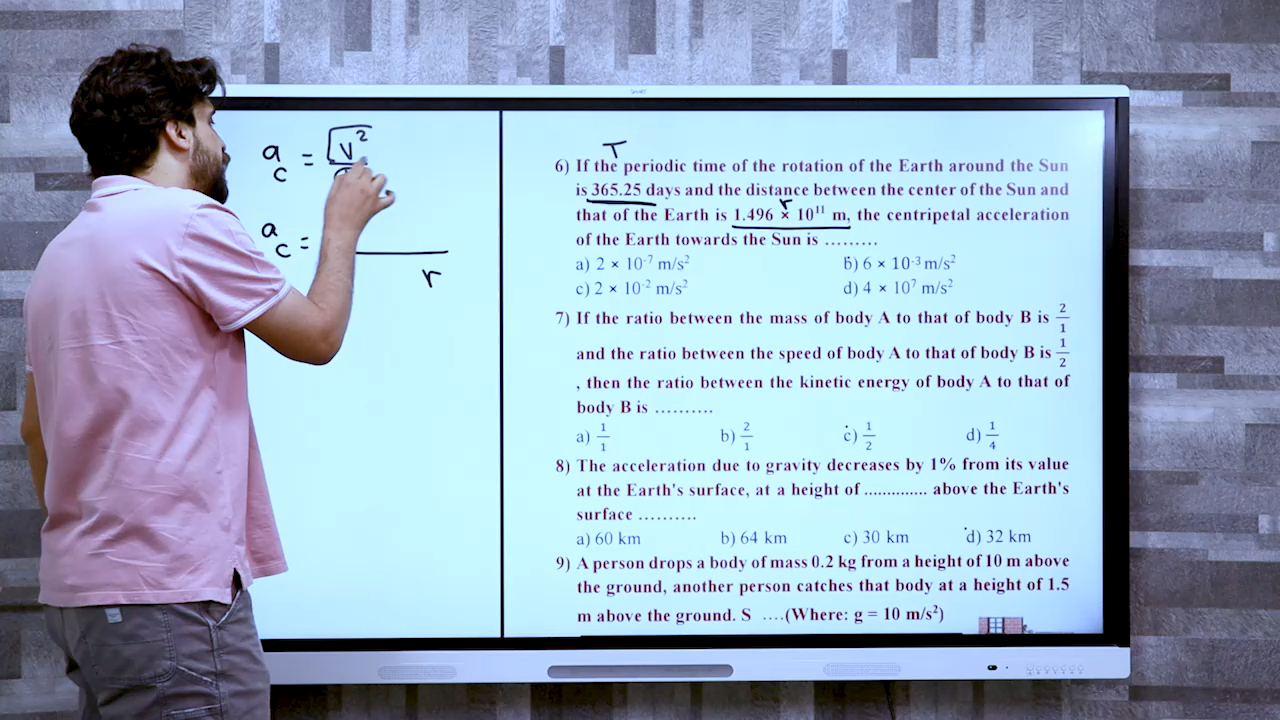 SMART
a_c = v²
a_c = ___ r
T
6) If the periodic time of the rotation of the Earth around the Sun
is 365.25 days and the distance between the center of the Sun and
r
that of the Earth is 1.496 × 10¹¹ m, the centripetal acceleration
of the Earth towards the Sun is .........
a) 2 × 10⁻⁷ m/s² b) 6 × 10⁻³ m/s²
c) 2 × 10⁻² m/s² d) 4 × 10⁷ m/s²
7) If the ratio between the mass of body A to that of body B is 2/1
and the ratio between the speed of body A to that of body B is 1/2
, then the ratio between the kinetic energy of body A to that of
body B is ..........
a) 1/1 b) 2/1 c) 1/2 d) 1/4
8) The acceleration due to gravity decreases by 1% from its value
at the Earth's surface, at a height of .............. above the Earth's
surface ..........
a) 60 km b) 64 km c) 30 km d) 32 km
9) A person drops a body of mass 0.2 kg from a height of 10 m above
the ground, another person catches that body at a height of 1.5
m above the ground. S ....(Where: g = 10 m/s²)